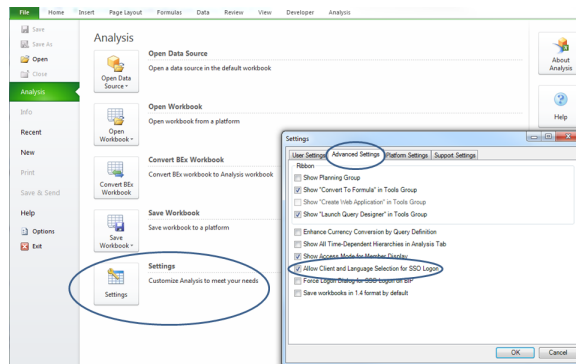 File Home Insert Page Layout Formulas Data Review View Developer Analysis
Save
Save As
Open
Close
Analysis
Info
Recent
New
Print
Save & Send
Help
Options
Exit
Analysis
Open Data Source
Open a data source in the default workbook
Open Data
Source
Open Workbook
Open workbook from a platform
Open
Workbook
Convert BEx Workbook
Convert BEx workbook to Analysis workbook
Convert BEx
Workbook
Save Workbook
Save workbook to a platform
Save
Workbook
Settings
Customize Analysis to meet your needs
Settings
About
Analysis
Help
Settings
User Settings Advanced Settings Platform Settings Support Settings
Ribbon
Show Planning Group
Show "Convert To Formula" in Tools Group
Show "Create Web Application" in Tools Group
Show "Launch Query Designer" in Tools Group
Enhance Currency Conversion by Query Definition
Show All Time-Dependent Hierarchies in Analysis Tab
Show Access Mode for Member Display
Allow Client and Language Selection for SSO Logon
Force Logon Dialog for SSO Logon on BIP
Save workbooks in 1.4 format by default
OK Cancel